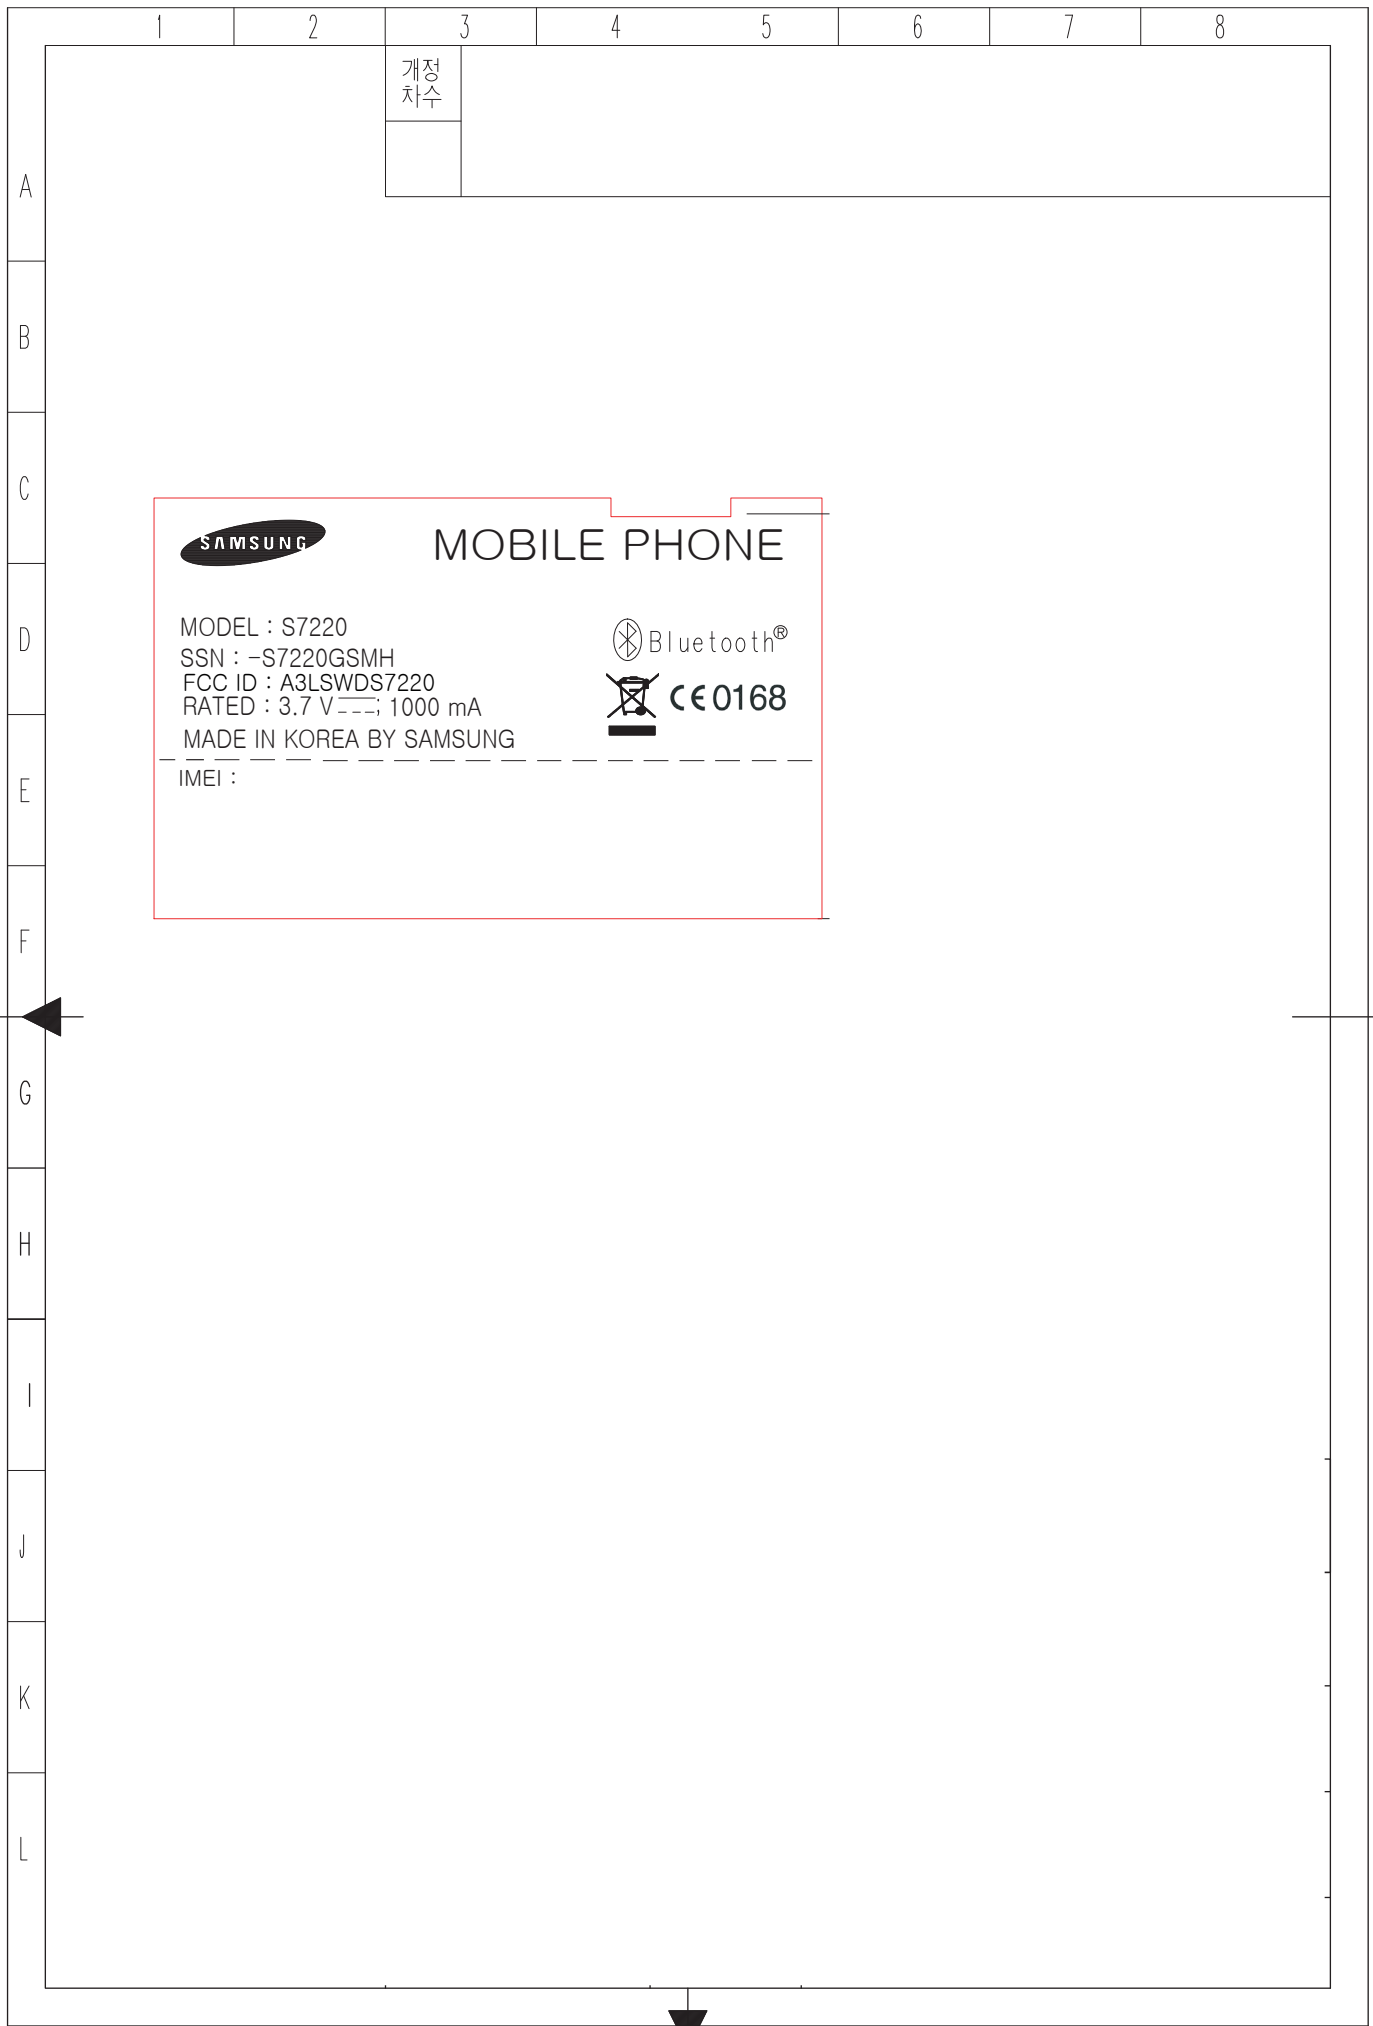 1 2 3 4 5 6 7 8
개정
차수
A
B
C
SAMSUNG MOBILE PHONE
MODEL : S7220
Bluetooth®
D
SSN : -S7220GSMH
FCC ID : A3LSWDS7220
RATED : 3.7 V ; 1000 mA
CE0168
MADE IN KOREA BY SAMSUNG
IMEI :
E
F
G
H
I
J
K
L